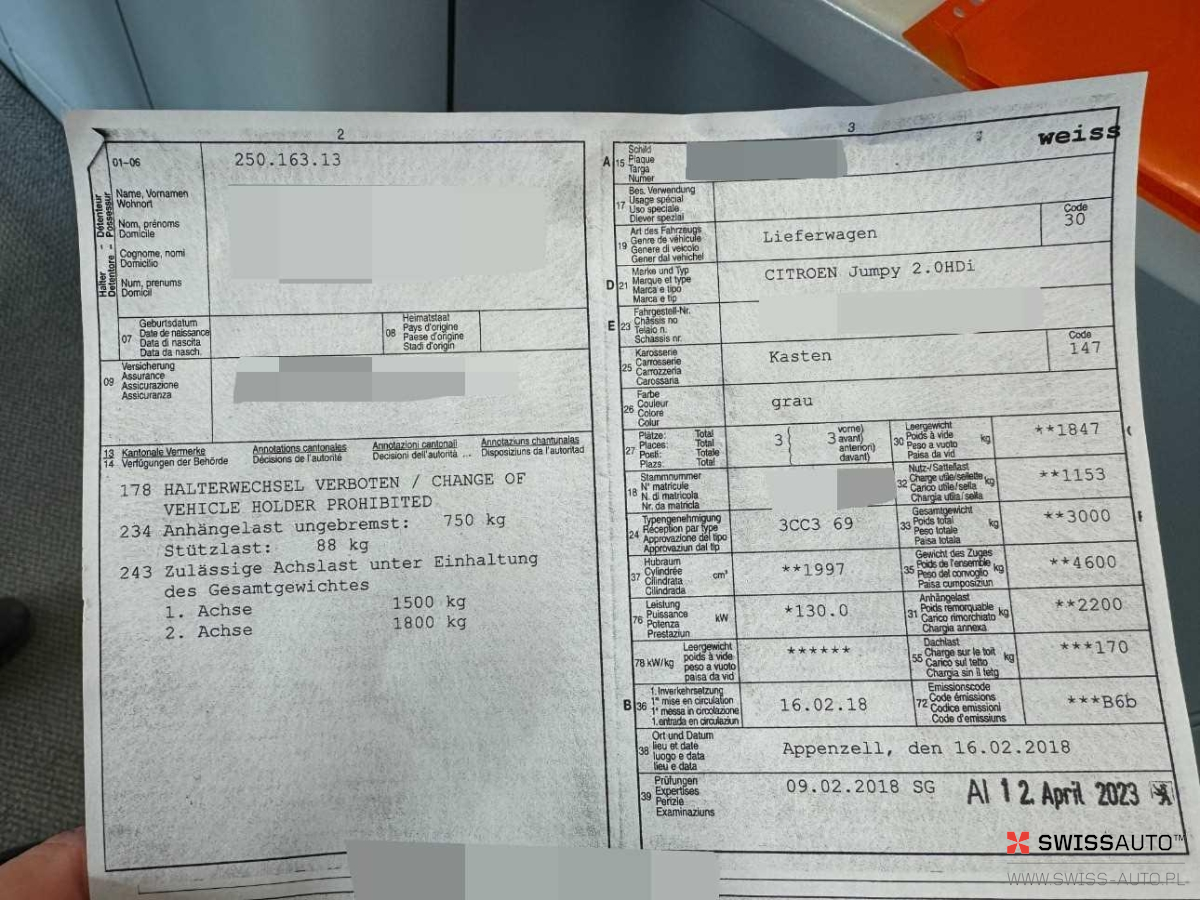 2
01-06
250.163.13
Halter - Détenteur
Detentore - Possessur
Name, Vornamen
Wohnort
Nom, prénoms
Domicile
Cognome, nomi
Domicilio
Num, prenums
Domicil
07
Geburtsdatum
Date de naissance
Data di nascita
Data da nasch.
08
Heimatstaat
Pays d'origine
Paese d'origine
Stadi d'origin
09
Versicherung
Assurance
Assicurazione
Assicuranza
13 Kantonale Vermerke
Annotations cantonales
Annotazioni cantonali
Annotaziuns chantunalas
14 Verfügungen der Behörde
Décisions de l'autorité
Decisioni dell'autorità ...
Disposiziuns da l'autoritad
178 HALTERWECHSEL VERBOTEN / CHANGE OF
VEHICLE HOLDER PROHIBITED
234 Anhängelast ungebremst: 750 kg
Stützlast: 88 kg
243 Zulässige Achslast unter Einhaltung
des Gesamtgewichtes
1. Achse 1500 kg
2. Achse 1800 kg
3
weiss
A 15
Schild
Plaque
Targa
Numer
17
Bes. Verwendung
Usage spécial
Uso speciale
Diever spezial
19
Art des Fahrzeugs
Genre de véhicule
Genere di veicolo
Gener dal vehichel
Lieferwagen
Code
30
D 21
Marke und Typ
Marque et type
Marca e tipo
Marca e tip
CITROEN Jumpy 2.0HDi
E 23
Fahrgestell-Nr.
Châssis no
Telaio n.
Schassis nr.
25
Karosserie
Carrosserie
Carrozzeria
Carossaria
Kasten
Code
147
26
Farbe
Couleur
Colore
Colur
grau
27
Plätze: Total
Places: Total
Posti: Totale
Plazs: Total
3 { 3
vorne)
avant)
anteriori)
davant)
30
Leergewicht
Poids à vide
Peso a vuoto
Paisa da vid
kg
**1847
18
Stammnummer
N° matricule
N. di matricola
Nr. da matricla
32
Nutz-/Sattellast
Charge utile/sellette
Carico utile/sella
Chargia utila/sella
kg
**1153
24
Typengenehmigung
Réception par type
Approvazione del tipo
Approvaziun dal tip
3CC3 69
33
Gesamtgewicht
Poids total
Peso totale
Paisa totala
kg
**3000
37
Hubraum
Cylindrée
Cilindrata
Cilindrada
cm³
**1997
35
Gewicht des Zuges
Poids de l'ensemble
Peso del convoglio
Paisa cumposiziun
kg
**4600
76
Leistung
Puissance
Potenza
Prestaziun
kW
*130.0
31
Anhängelast
Poids remorquable
Carico rimorchiato
Chargia annexa
kg
**2200
78 kW/kg
Leergewicht
poids à vide
peso a vuoto
paisa da vid
******
55
Dachlast
Charge sur le toit
Carico sul tetto
Chargia sin il tetg
kg
***170
B 36
1. Inverkehrsetzung
1re mise en circulation
1a messa in circolazione
1. entrada en circulaziun
16.02.18
72
Emissionscode
Code émissions
Codice emissioni
Code d'emissiuns
***B6b
38
Ort und Datum
lieu et date
luogo e data
lieu e data
Appenzell, den 16.02.2018
39
Prüfungen
Expertises
Perizie
Examinaziuns
09.02.2018 SG
AI 12. April 2023
SWISSAUTO™
WWW.SWISS-AUTO.PL